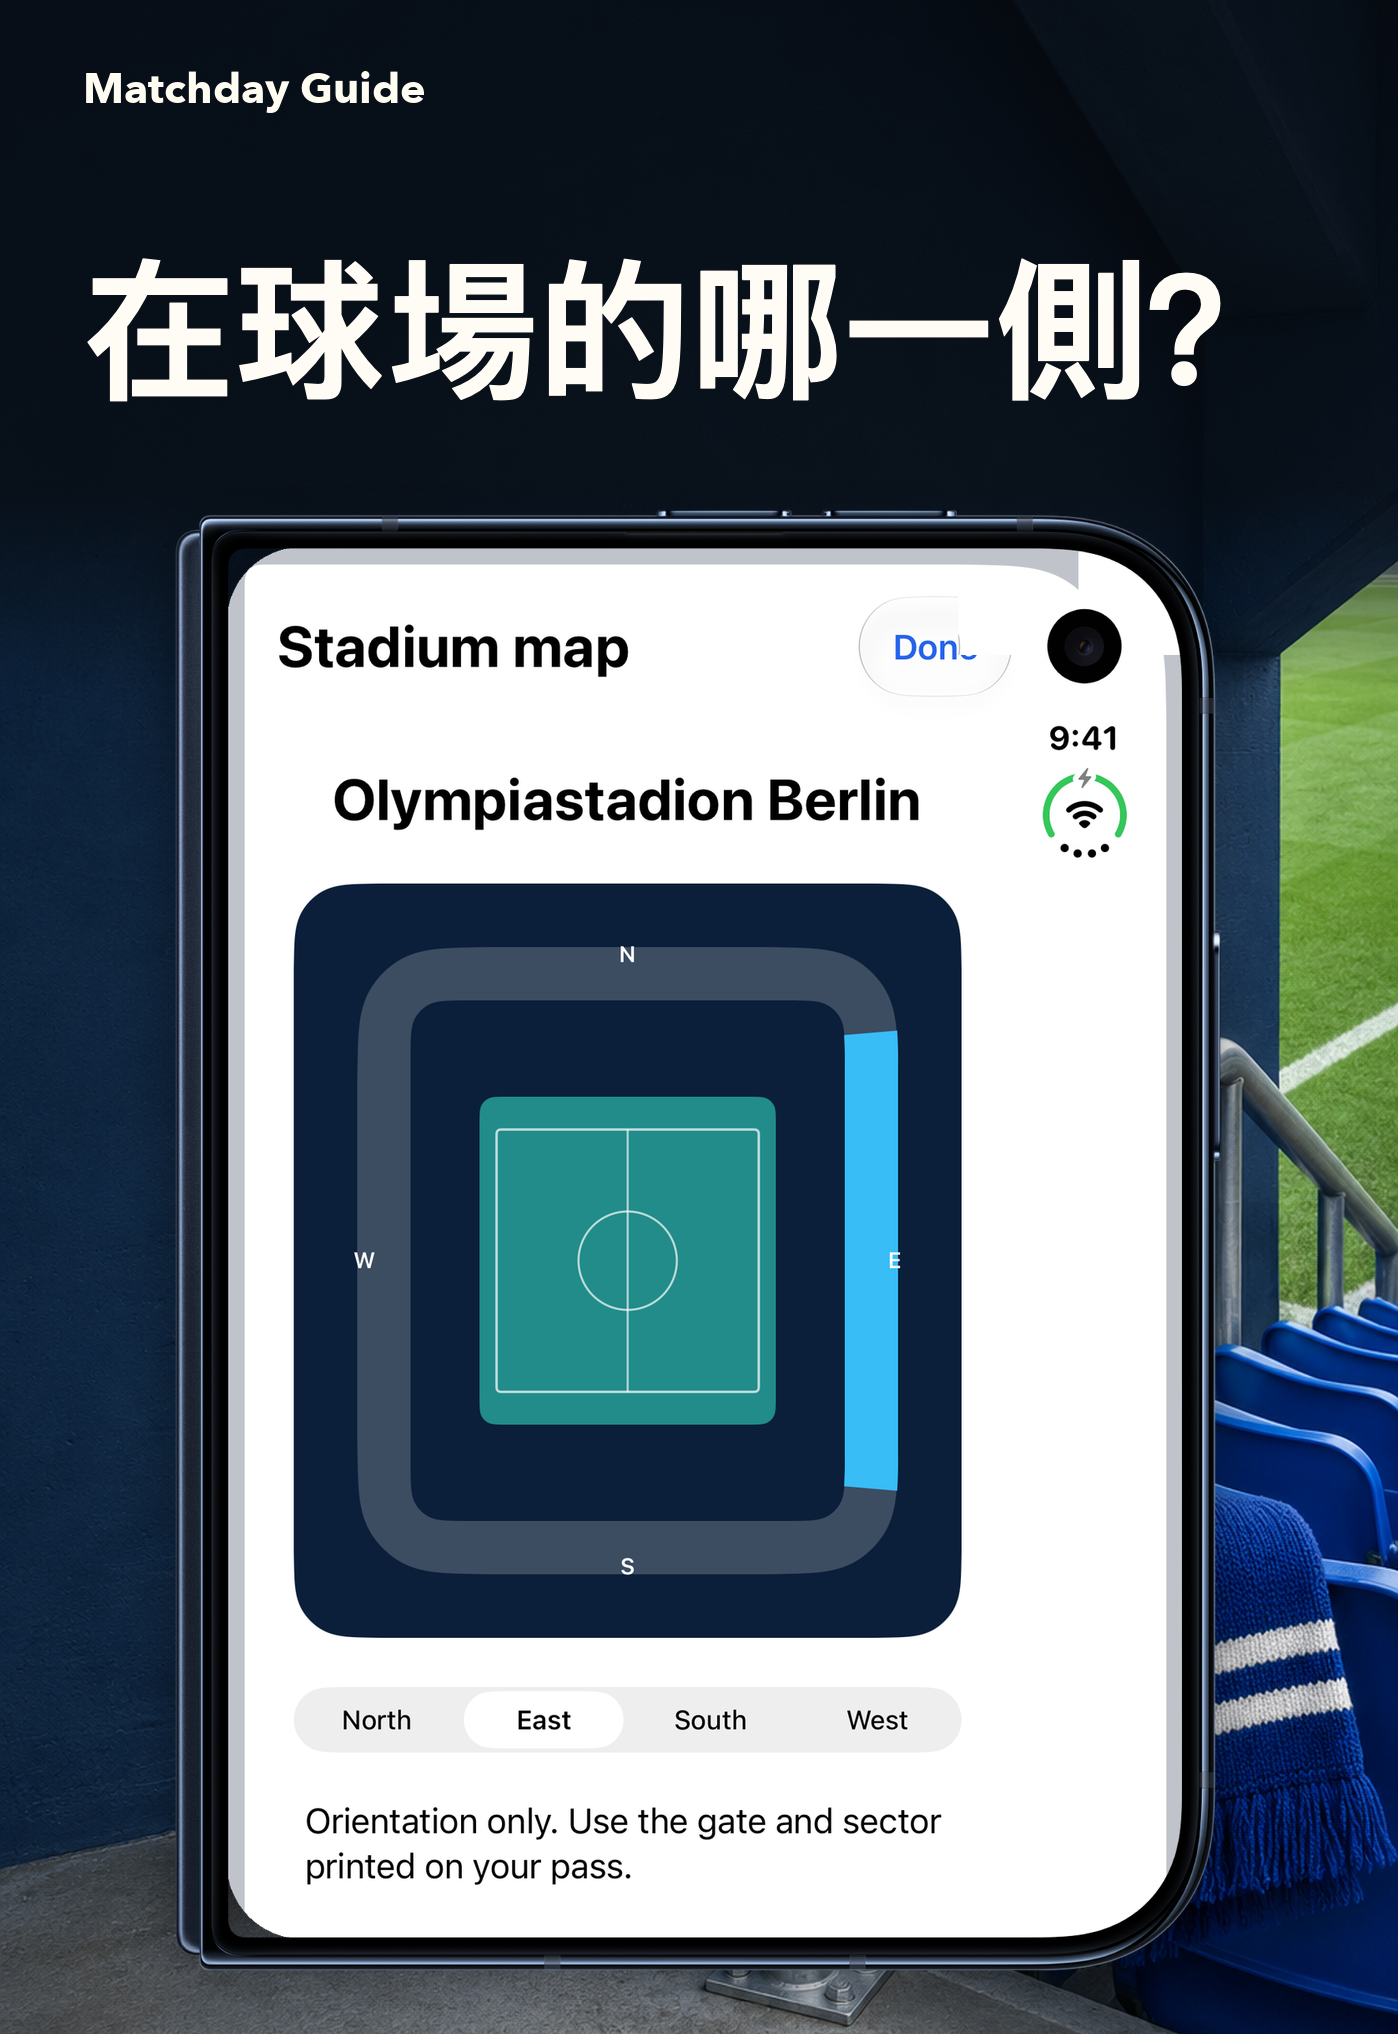 Matchday Guide
在球場的哪一側?
Stadium map
Done
9:41
Olympiastadion Berlin
N
W
E
S
North
East
South
West
Orientation only. Use the gate and sector
printed on your pass.